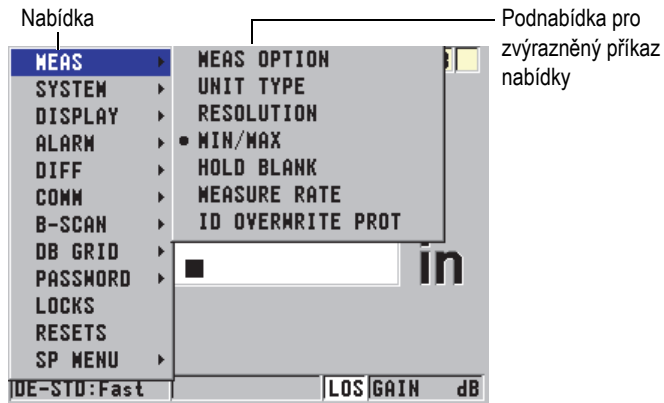 Nabídka
Podnabídka pro
zvýrazněný příkaz
nabídky
MEAS
SYSTEM
DISPLAY
ALARM
DIFF
COMM
B-SCAN
DB GRID
PASSWORD
LOCKS
RESETS
SP MENU
MEAS OPTION
UNIT TYPE
RESOLUTION
MIN/MAX
HOLD BLANK
MEASURE RATE
ID OVERWRITE PROT
in
DE-STD:Fast
LOS GAIN dB